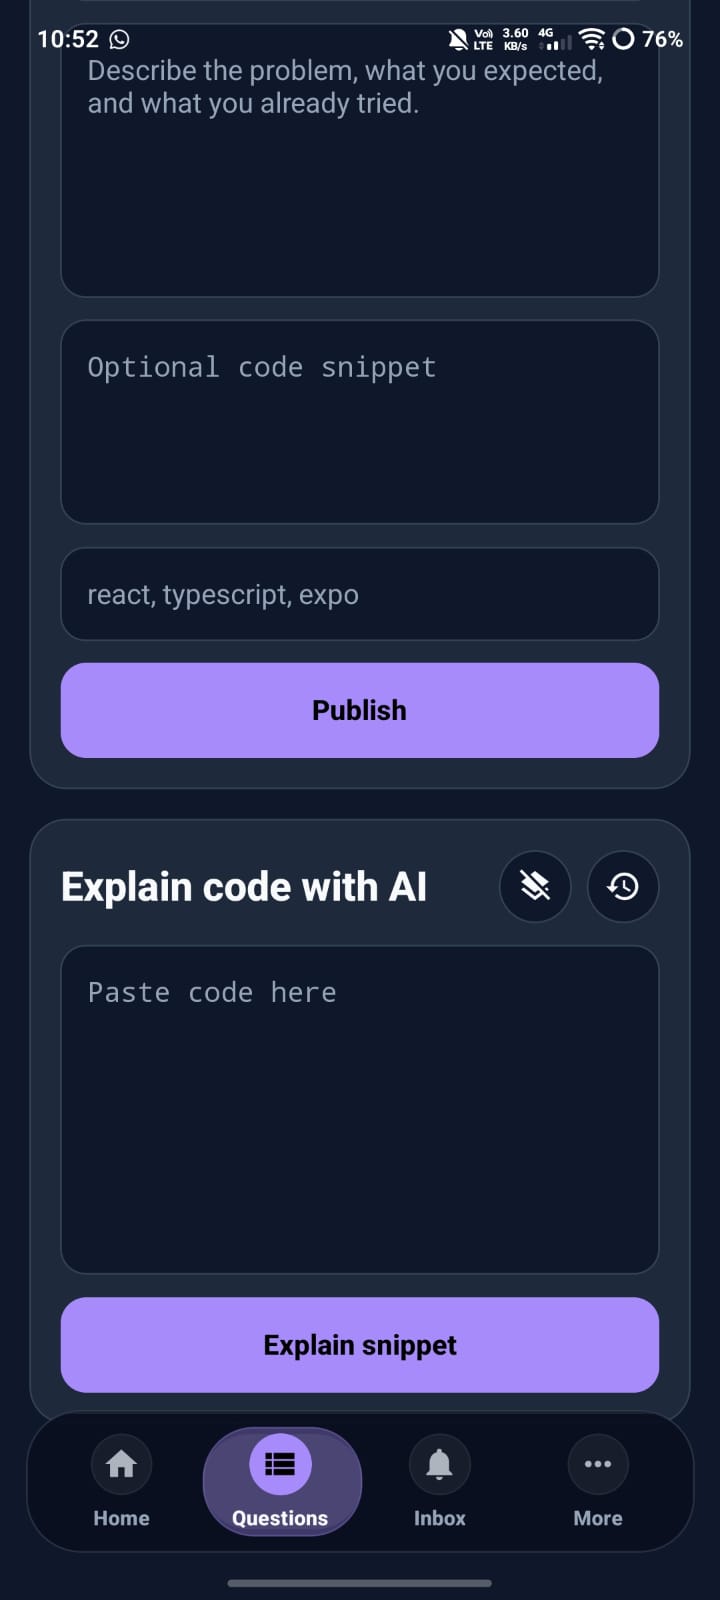 10:52
Vo) LTE 3.60 KB/s 4G 76%
Describe the problem, what you expected,
and what you already tried.
Optional code snippet
react, typescript, expo
Publish
Explain code with AI
Paste code here
Explain snippet
Home Questions Inbox More